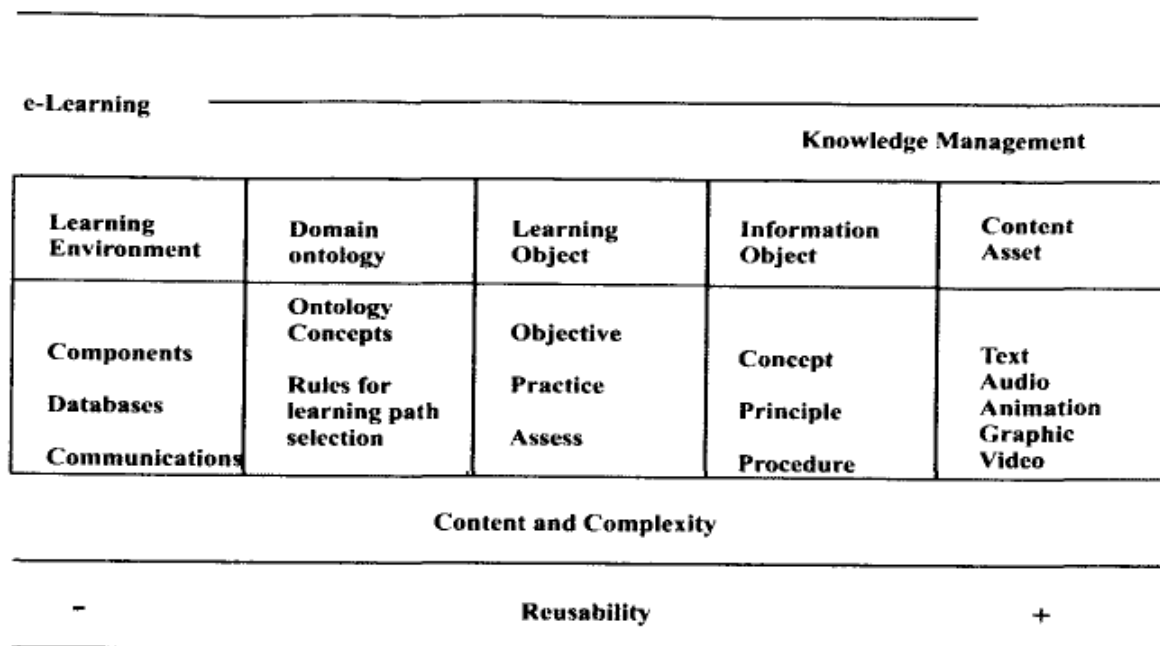 e-Learning
Knowledge Management
Learning
Environment
Domain
ontology
Learning
Object
Information
Object
Content
Asset
Components
Databases
Communications
Ontology
Concepts
Rules for
learning path
selection
Objective
Practice
Assess
Concept
Principle
Procedure
Text
Audio
Animation
Graphic
Video
Content and Complexity
- Reusability +